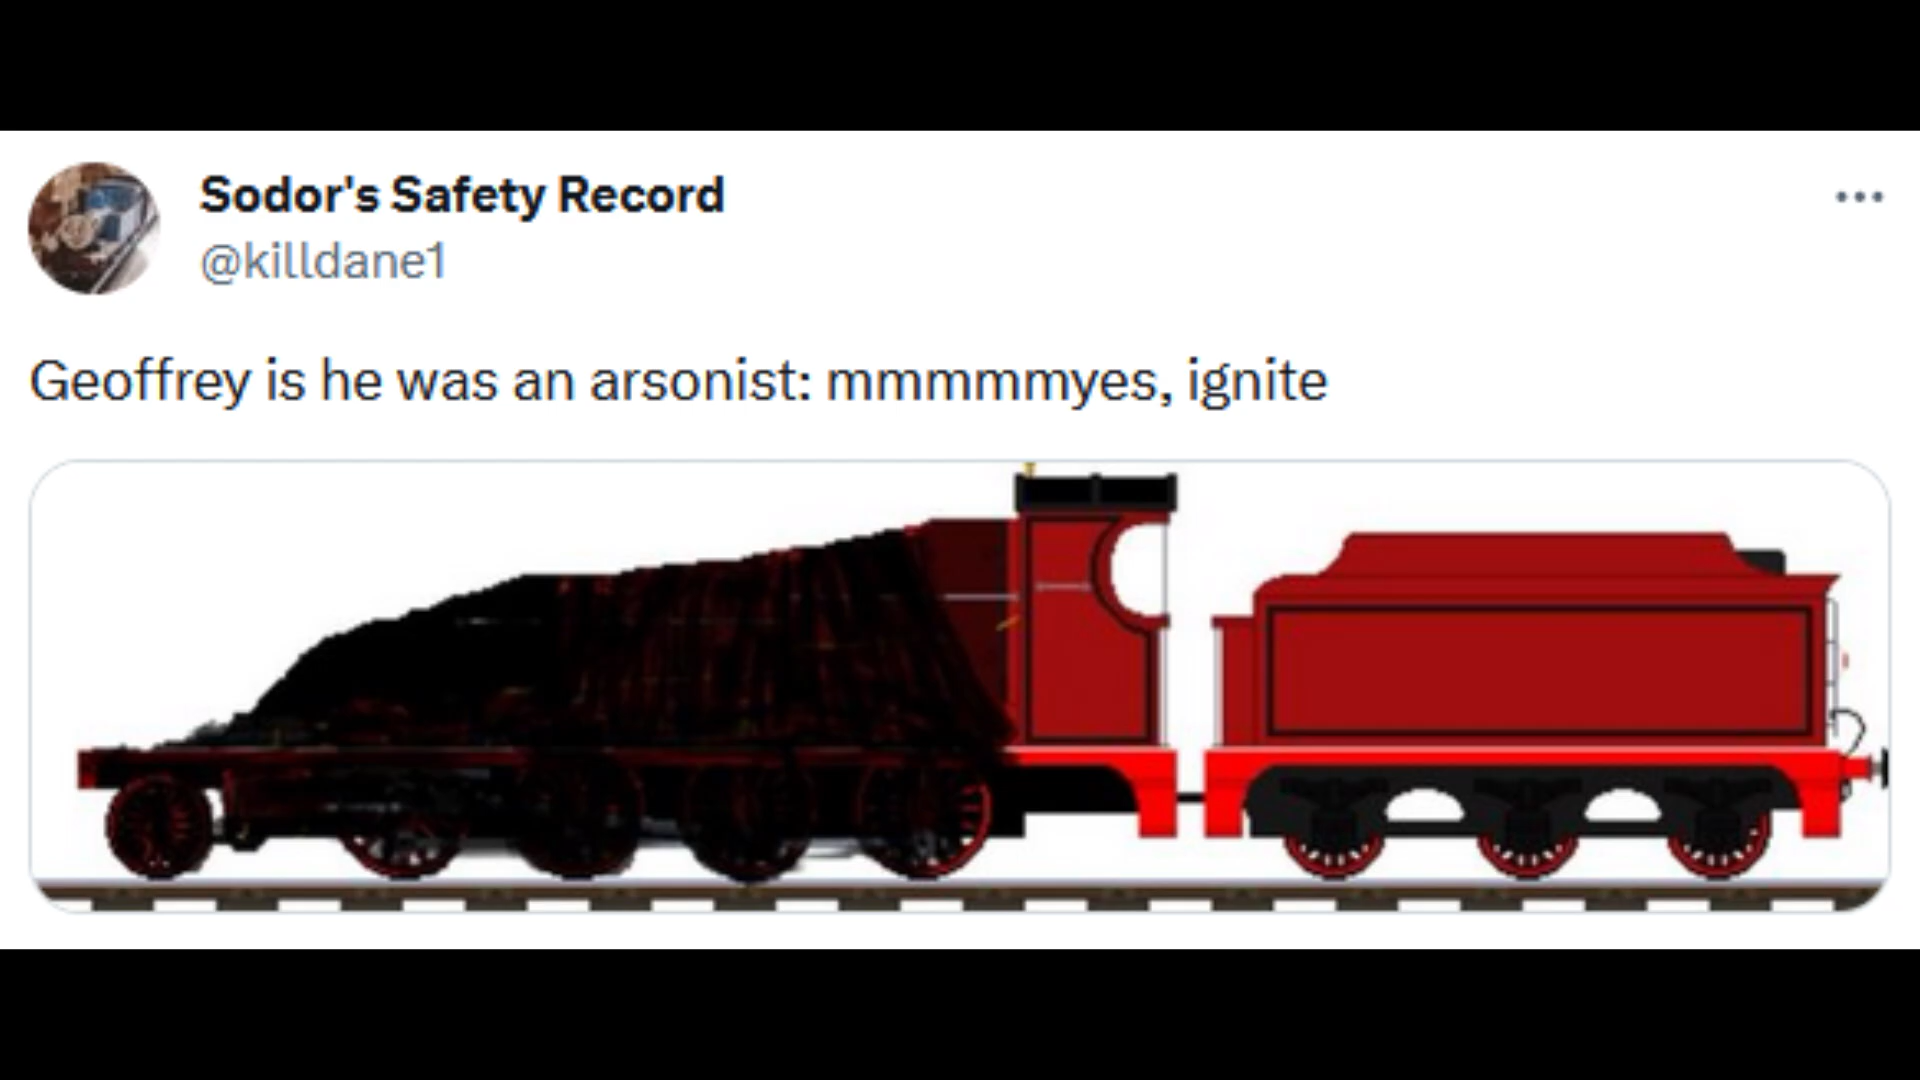 Sodor's Safety Record
@killdane1
Geoffrey is he was an arsonist: mmmmmyes, ignite